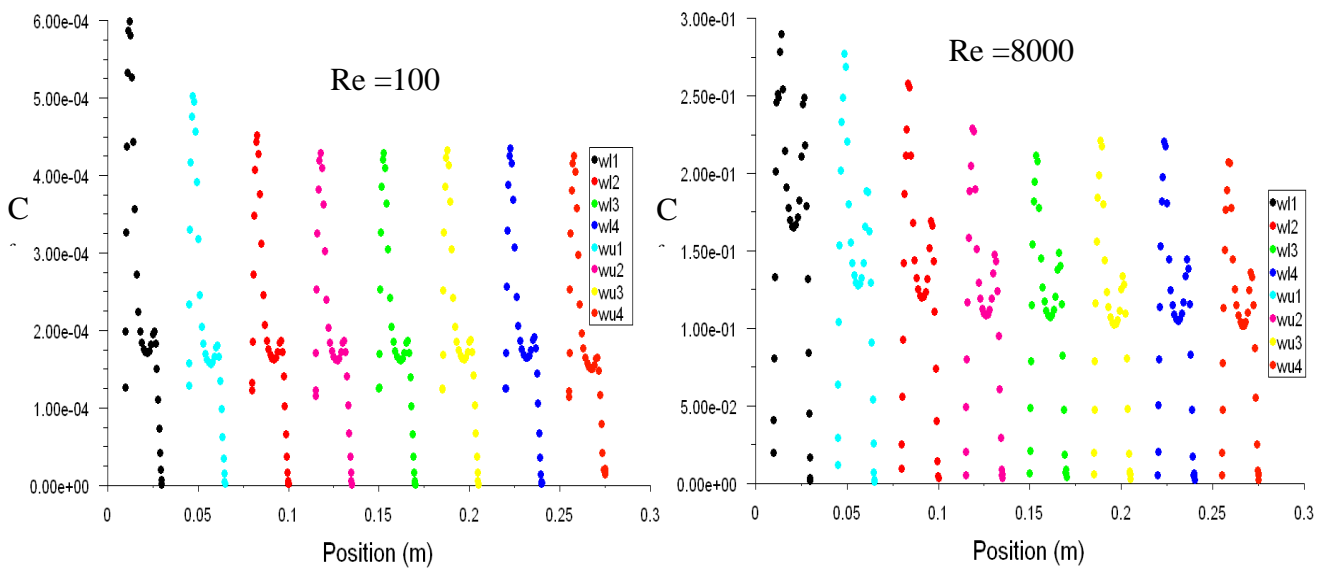 6.00e-04
5.00e-04
4.00e-04
3.00e-04
2.00e-04
1.00e-04
0.00e+00
C
Re =100
wl1
wl2
wl3
wl4
wu1
wu2
wu3
wu4
0
0.05
0.1
0.15
0.2
0.25
0.3
Position (m)
3.00e-01
2.50e-01
2.00e-01
1.50e-01
1.00e-01
5.00e-02
0.00e+00
C
Re =8000
wl1
wl2
wl3
wl4
wu1
wu2
wu3
wu4
0
0.05
0.1
0.15
0.2
0.25
0.3
Position (m)